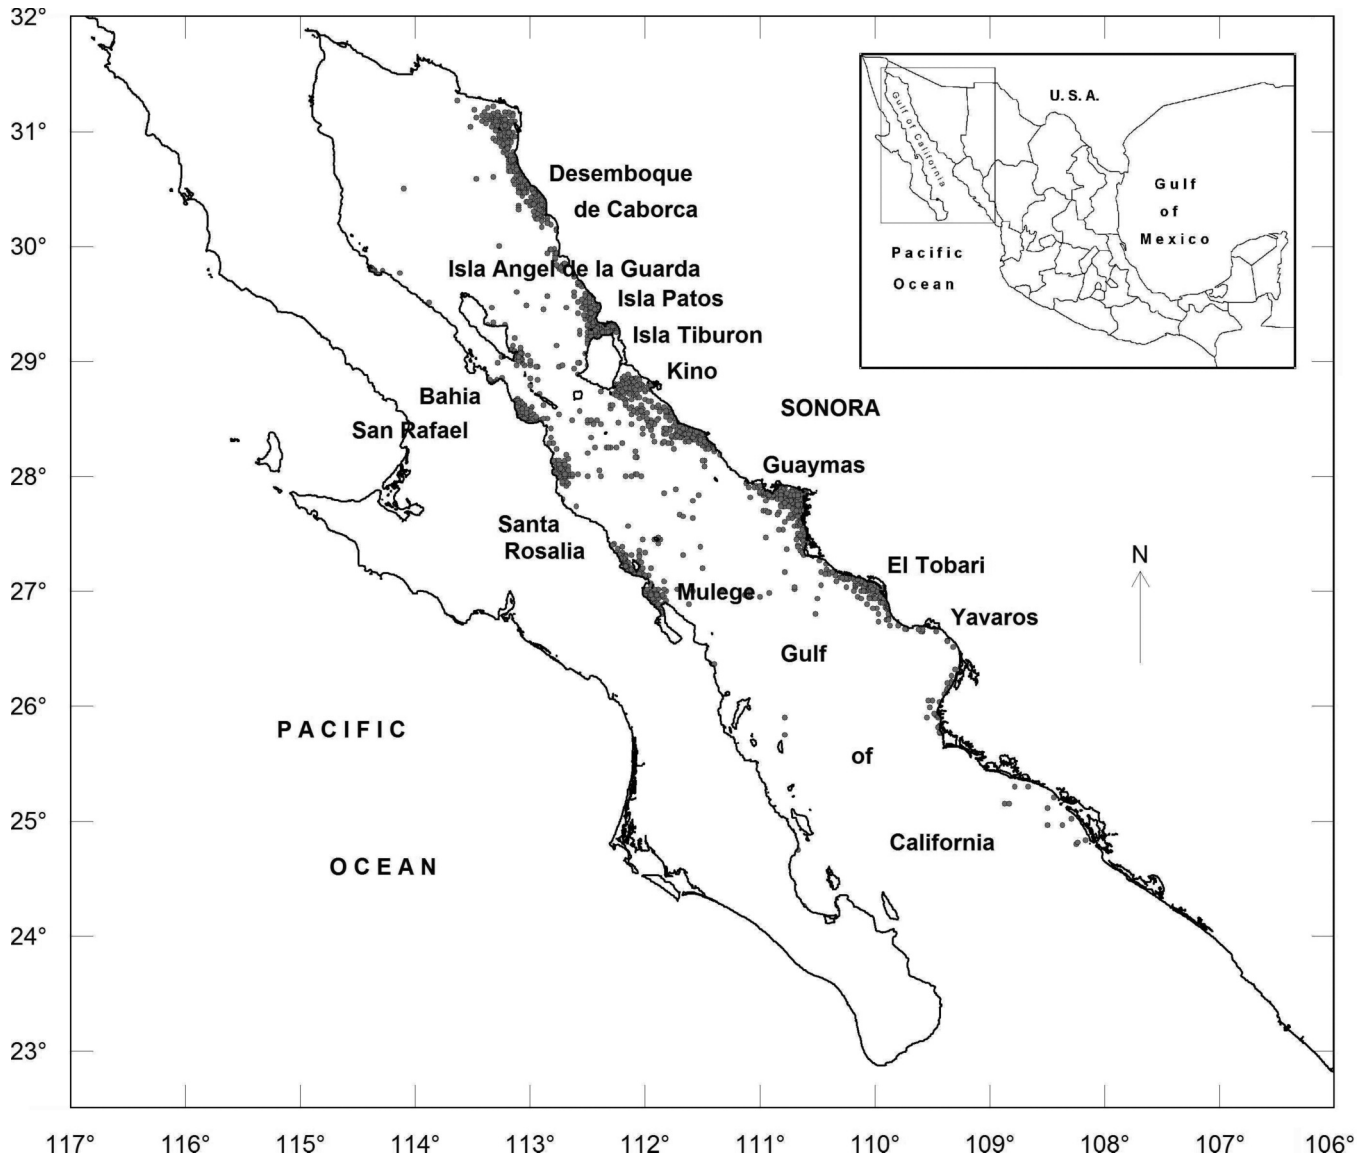 32°
31°
30°
29°
28°
27°
26°
25°
24°
23°
117°
116°
115°
114°
113°
112°
111°
110°
109°
108°
107°
106°
Desemboque
de Caborca
Isla Angel de la Guarda
Isla Patos
Isla Tiburon
Kino
Bahia
San Rafael
SONORA
Guaymas
Santa
Rosalia
El Tobari
Mulege
Yavaros
N
Gulf
of
California
PACIFIC
OCEAN
U.S.A.
Gulf of California
Gulf
of
Mexico
Pacific
Ocean